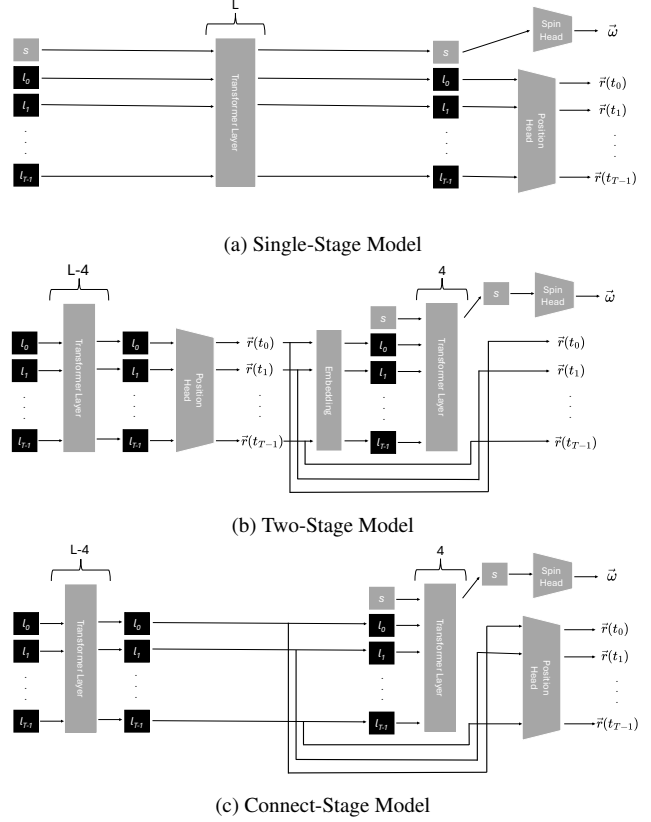 L
s
l0
l1
lT-1
Transformer Layer
s
l0
l1
lT-1
Spin Head
Position Head
ω⃗
r⃗(t₀)
r⃗(t₁)
r⃗(t_{T−1})
(a) Single-Stage Model
L-4
l0
l1
lT-1
Transformer Layer
l0
l1
lT-1
Position Head
r⃗(t₀)
r⃗(t₁)
r⃗(t_{T−1})
Embedding
4
s
l0
l1
lT-1
Transformer Layer
s
Spin Head
ω⃗
r⃗(t₀)
r⃗(t₁)
r⃗(t_{T−1})
(b) Two-Stage Model
L-4
l0
l1
lT-1
Transformer Layer
l0
l1
lT-1
4
s
l0
l1
lT-1
Transformer Layer
s
Spin Head
ω⃗
Position Head
r⃗(t₀)
r⃗(t₁)
r⃗(t_{T−1})
(c) Connect-Stage Model